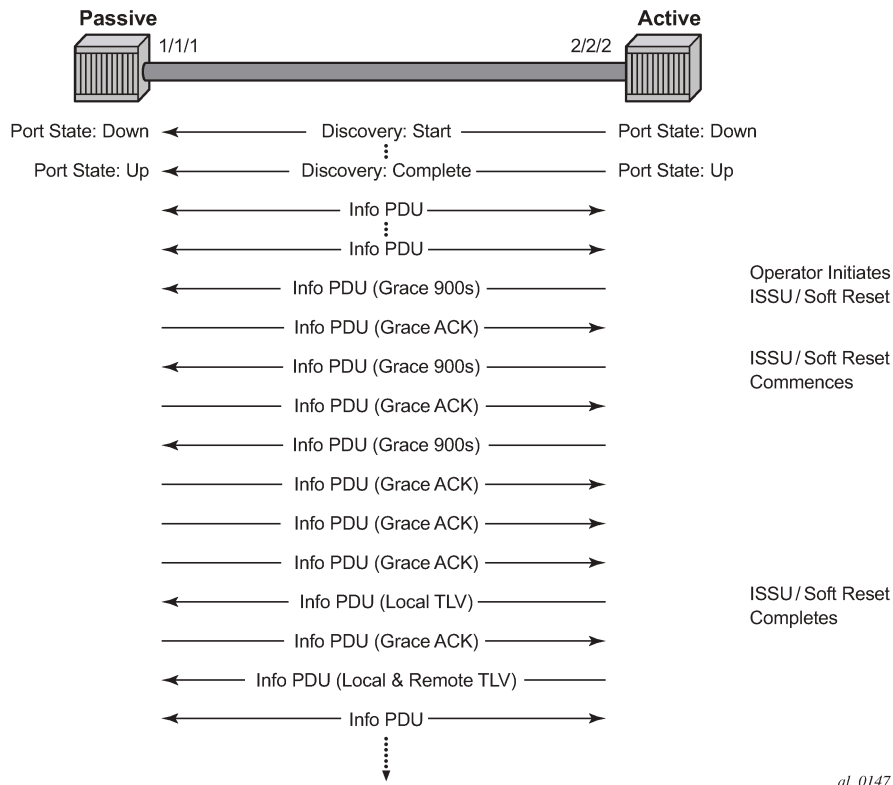 Passive
Active
1/1/1
2/2/2
Port State: Down
Discovery: Start
Port State: Down
Port State: Up
Discovery: Complete
Port State: Up
Info PDU
Info PDU
Operator Initiates
ISSU/Soft Reset
Info PDU (Grace 900s)
Info PDU (Grace ACK)
ISSU/Soft Reset
Commences
Info PDU (Grace 900s)
Info PDU (Grace ACK)
Info PDU (Grace 900s)
Info PDU (Grace ACK)
Info PDU (Grace ACK)
Info PDU (Grace ACK)
ISSU/Soft Reset
Completes
Info PDU (Local TLV)
Info PDU (Grace ACK)
Info PDU (Local & Remote TLV)
Info PDU
al_0147